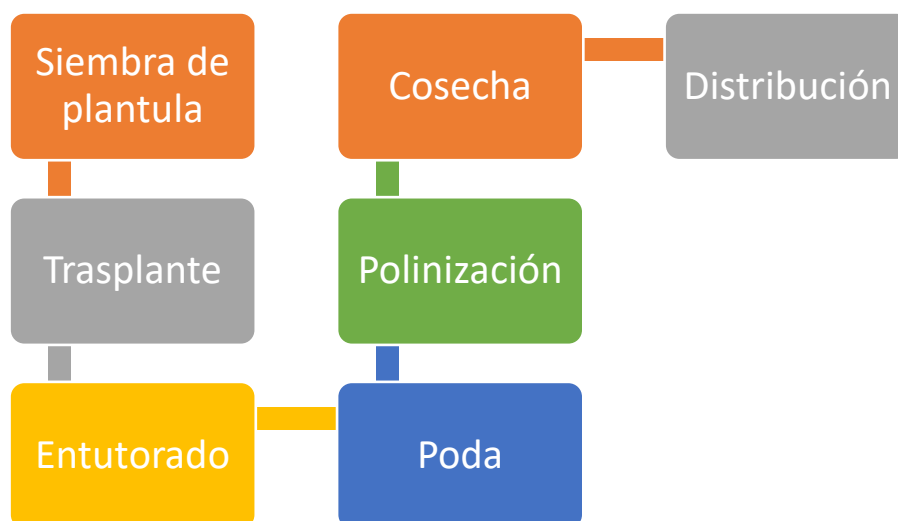 Siembra de
plantula
Trasplante
Entutorado
Poda
Polinización
Cosecha
Distribución